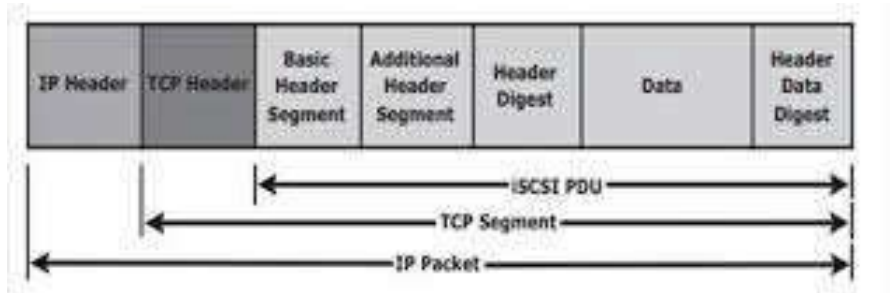 IP Header
TCP Header
Basic
Header
Segment
Additional
Header
Segment
Header
Digest
Data
Header
Data
Digest
iSCSI PDU
TCP Segment
IP Packet